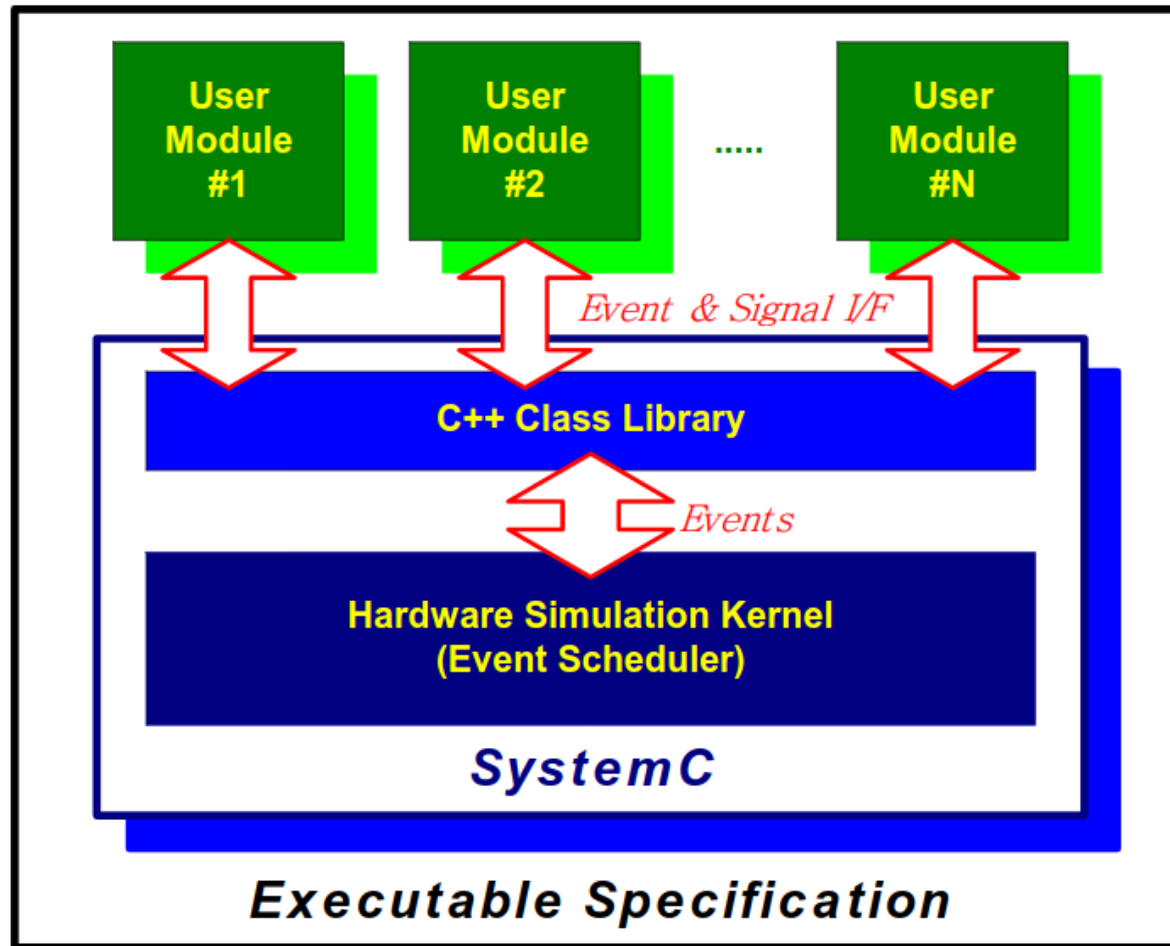 User
Module
#1
User
Module
#2
.....
User
Module
#N
Event & Signal I/F
C++ Class Library
Events
Hardware Simulation Kernel
(Event Scheduler)
SystemC
Executable Specification